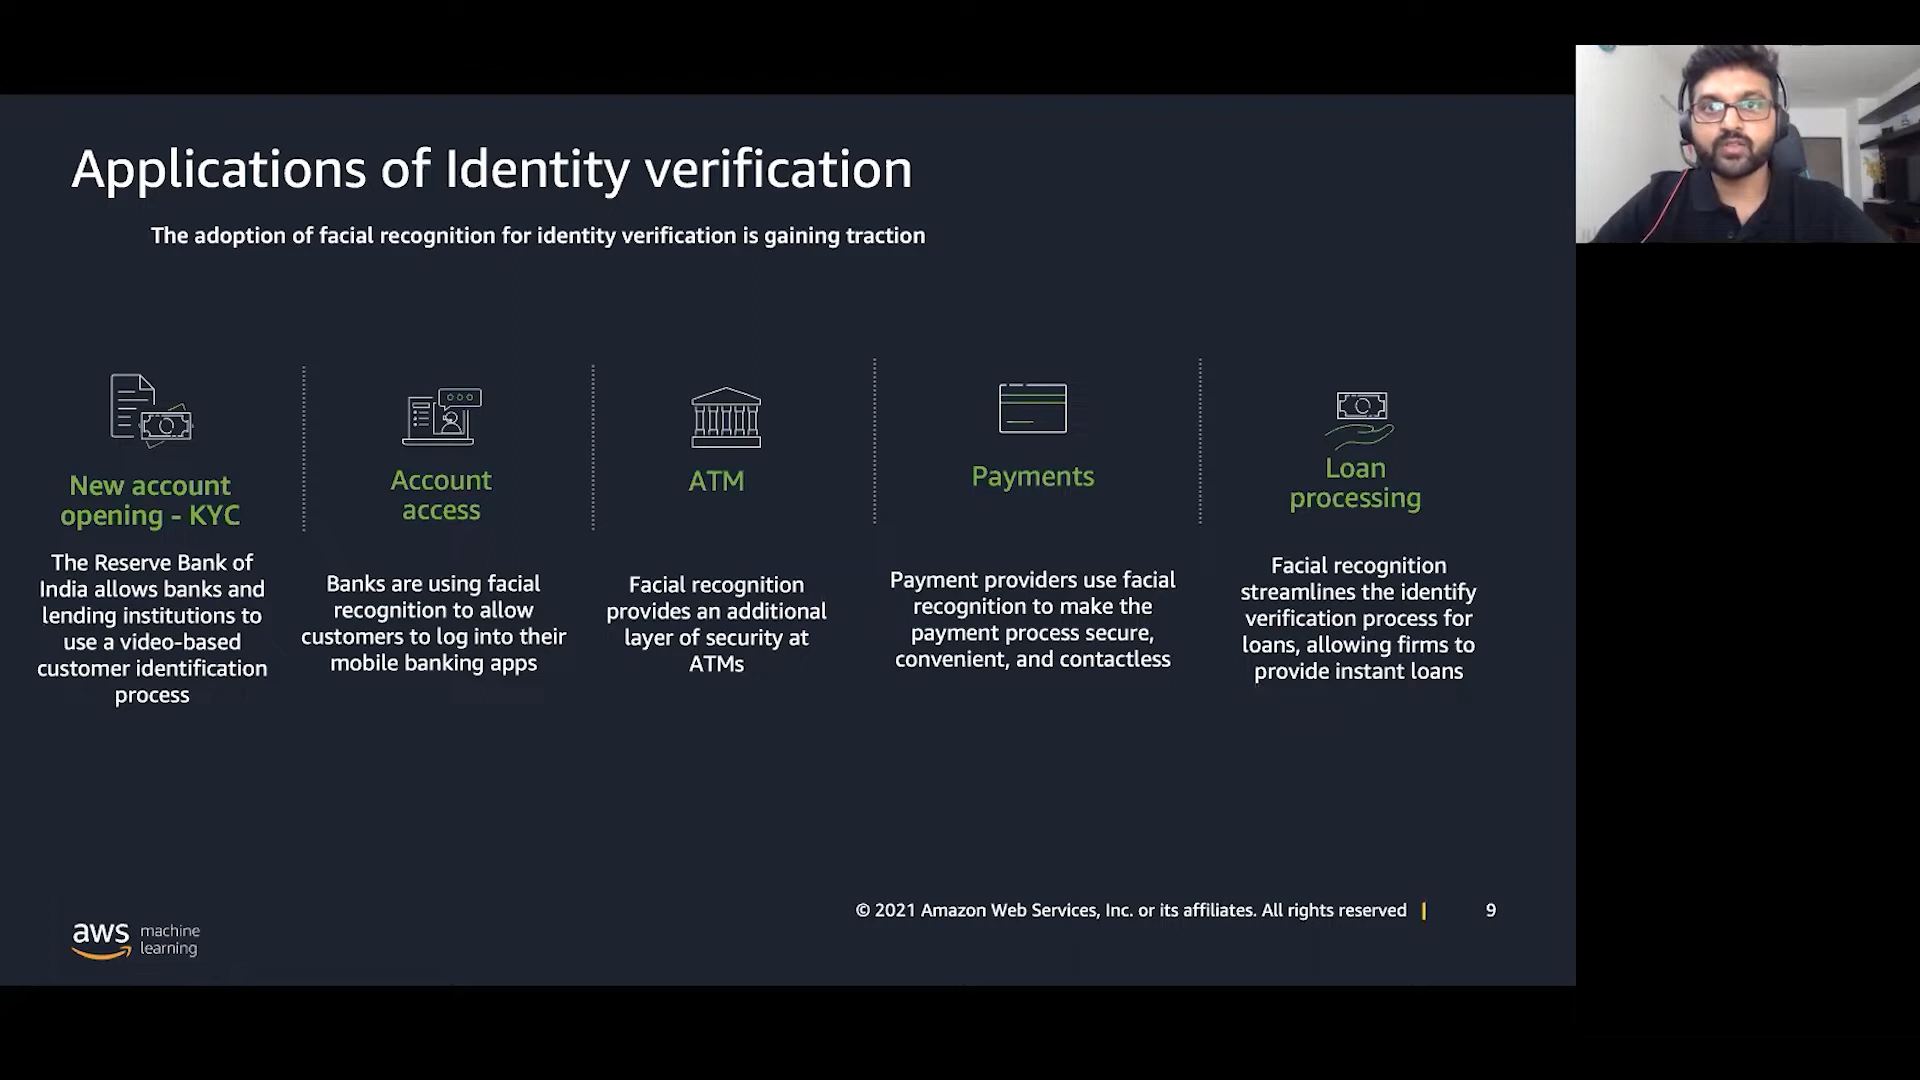 Applications of Identity verification
The adoption of facial recognition for identity verification is gaining traction
New account
opening - KYC
The Reserve Bank of
India allows banks and
lending institutions to
use a video-based
customer identification
process
Account
access
Banks are using facial
recognition to allow
customers to log into their
mobile banking apps
ATM
Facial recognition
provides an additional
layer of security at
ATMs
Payments
Payment providers use facial
recognition to make the
payment process secure,
convenient, and contactless
Loan
processing
Facial recognition
streamlines the identify
verification process for
loans, allowing firms to
provide instant loans
© 2021 Amazon Web Services, Inc. or its affiliates. All rights reserved |
9
aws
machine
learning